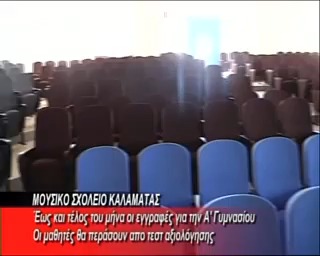 ΜΟΥΣΙΚΟ ΣΧΟΛΕΙΟ ΚΑΛΑΜΑΤΑΣ
Έως και τέλος του μήνα οι εγγραφές για την Α' Γυμνασίου
Οι μαθητές θα περάσουν απο τεστ αξιολόγησης